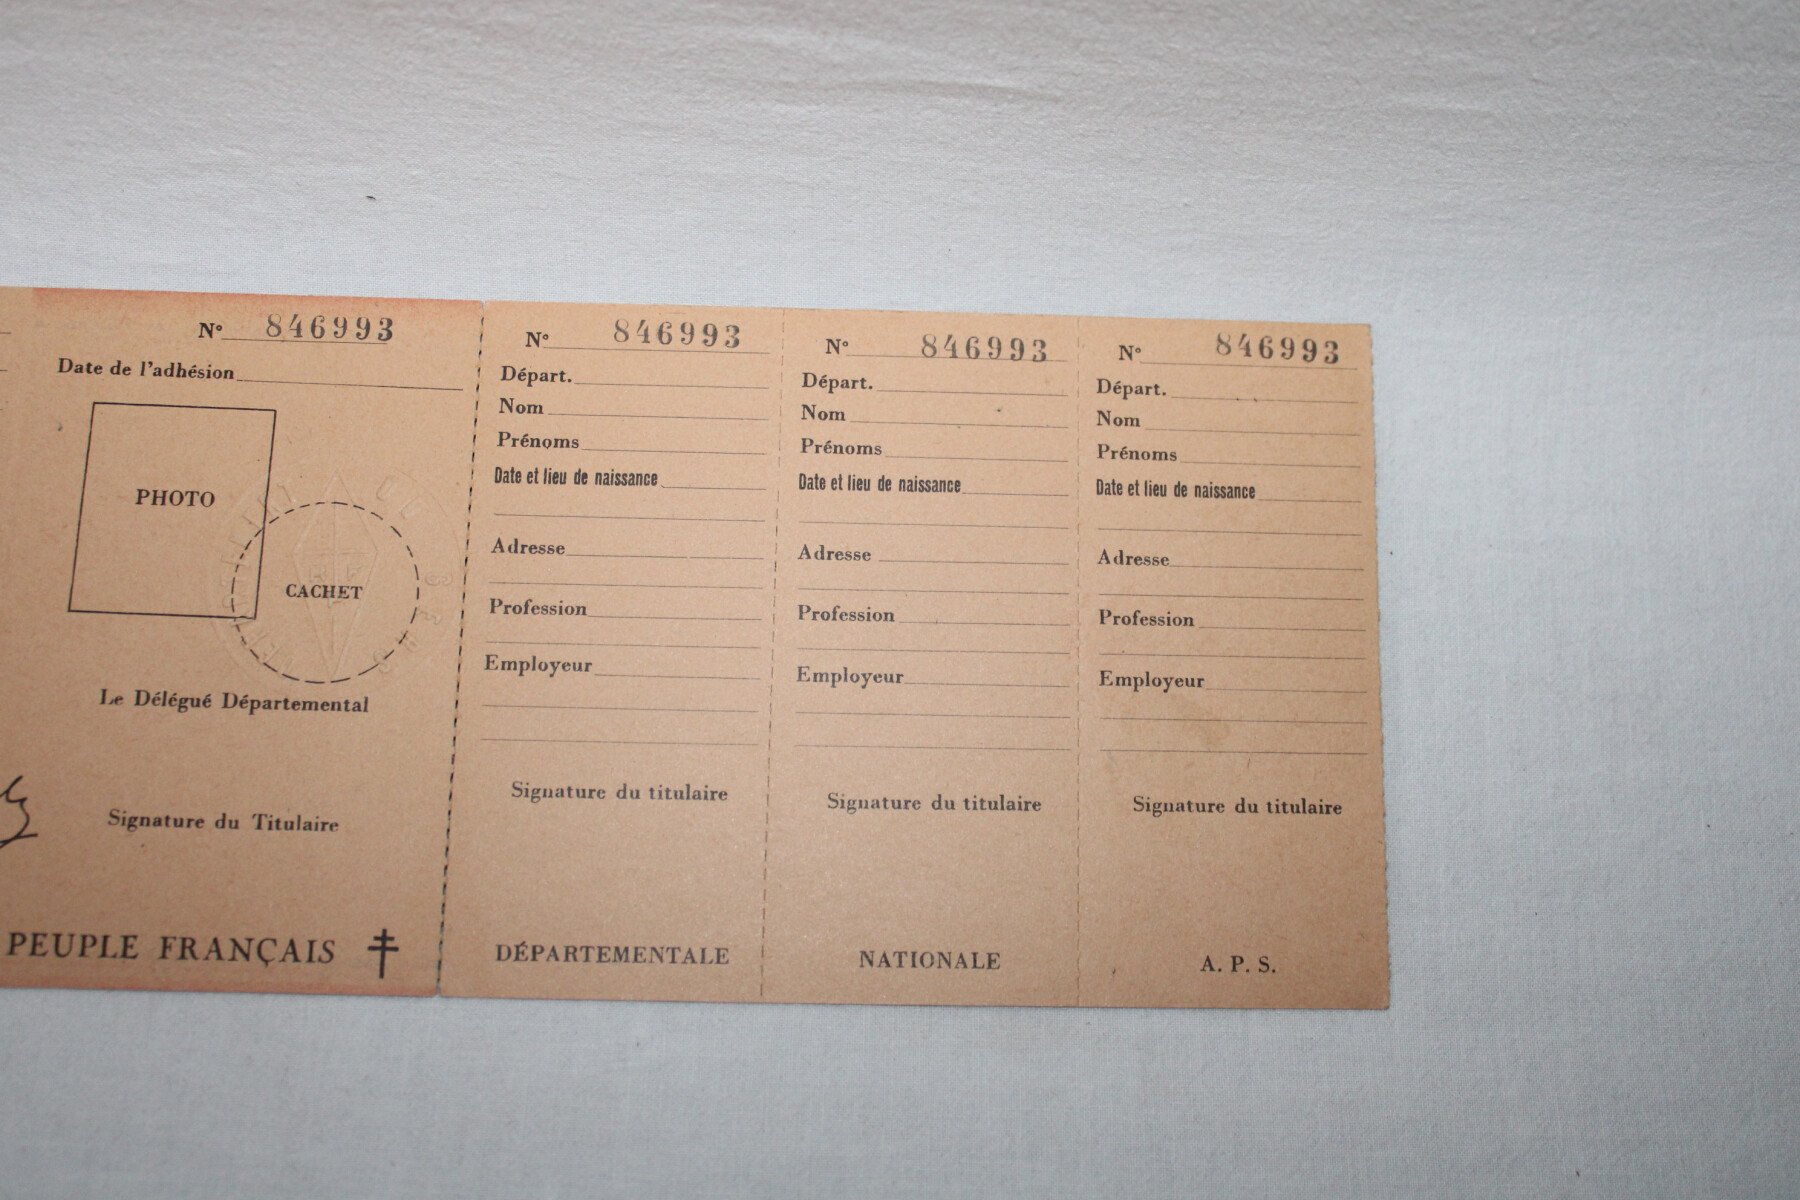 N° 846993
Date de l'adhésion
PHOTO
CACHET
Le Délégué Départemental
Signature du Titulaire
PEUPLE FRANÇAIS
N° 846993
Départ.
Nom
Prénoms
Date et lieu de naissance
Adresse
Profession
Employeur
Signature du titulaire
DÉPARTEMENTALE
N° 846993
Départ.
Nom
Prénoms
Date et lieu de naissance
Adresse
Profession
Employeur
Signature du titulaire
NATIONALE
N° 846993
Départ.
Nom
Prénoms
Date et lieu de naissance
Adresse
Profession
Employeur
Signature du titulaire
A. P. S.